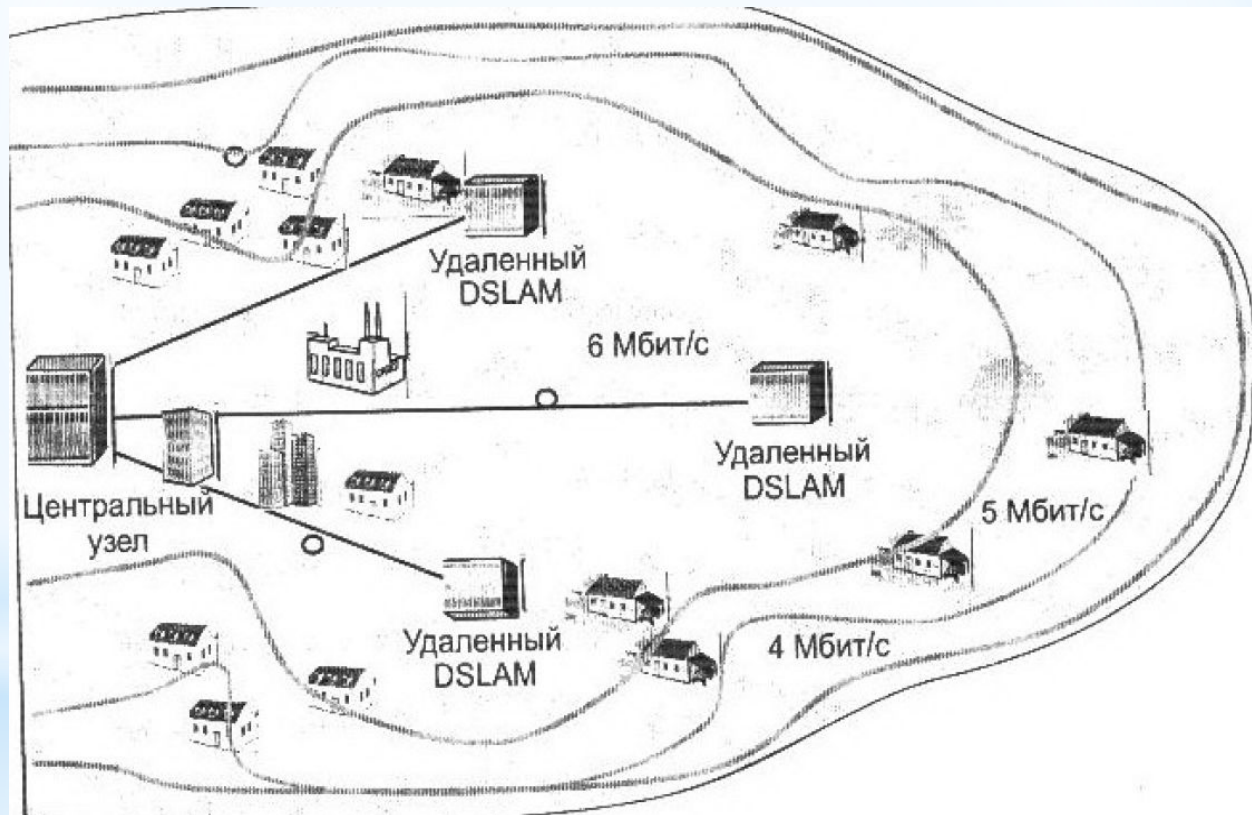 Удаленный
DSLAM
6 Мбит/с
Удаленный
DSLAM
Центральный
узел
5 Мбит/с
Удаленный
DSLAM
4 Мбит/с